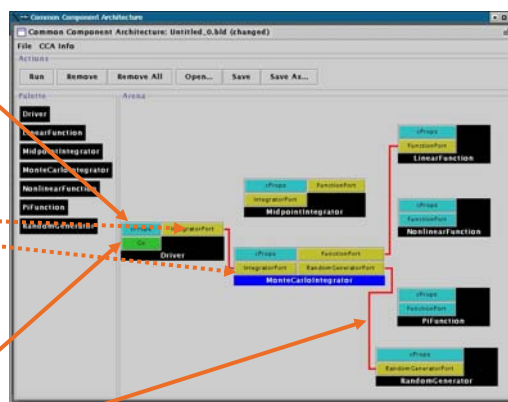 Common Component Architecture
Common Component Architecture: Untitled_0.bld (changed)
File CCA Info
Actions
Run Remove Remove All Open... Save Save As...
Palette
Driver
LinearFunction
MidpointIntegrator
MonteCarloIntegrator
NonlinearFunction
PiFunction
RandomGenerator
Arena
cProps
FunctionPort
LinearFunction
cProps FunctionPort
IntegratorPort
MidpointIntegrator
cProps
FunctionPort
NonlinearFunction
cProps IntegratorPort
Go
Driver
cProps FunctionPort
IntegratorPort RandomGeneratorPort
MonteCarloIntegrator
cProps
FunctionPort
PiFunction
cProps
RandomGeneratorPort
RandomGenerator